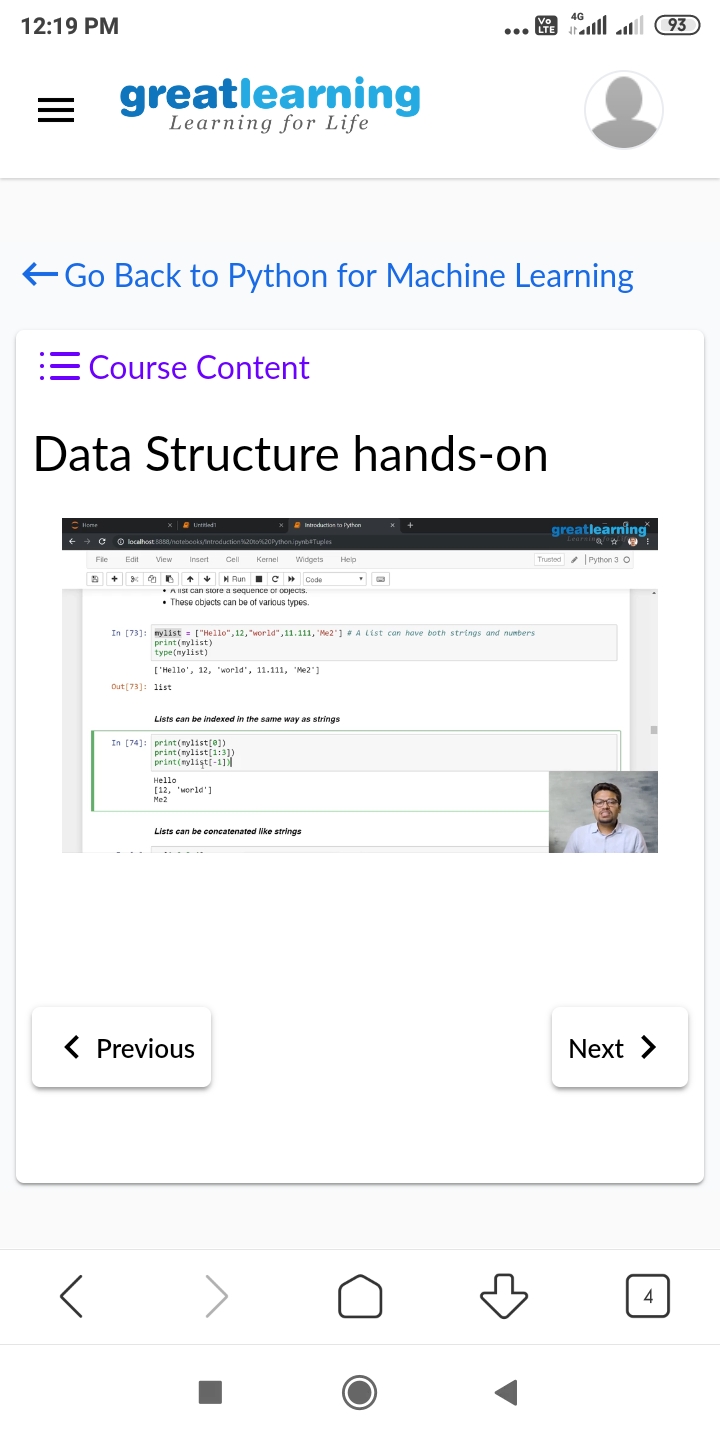 12:19 PM
Vo LTE
4G
93
greatlearning
Learning for Life
Go Back to Python for Machine Learning
Course Content
Data Structure hands-on
Home
Untitled1
Introduction to Python
greatlearning
localhost:8888/notebooks/Introduction%20to%20Python.ipynb#Tuples
File Edit View Insert Cell Kernel Widgets Help
Trusted
Python 3
Run
Code
• A list can store a sequence of objects.
• These objects can be of various types.
In [73]: mylist = ["Hello",12,"world",11.111,'Me2'] # A list can have both strings and numbers
print(mylist)
type(mylist)
['Hello', 12, 'world', 11.111, 'Me2']
Out[73]: list
Lists can be indexed in the same way as strings
In [74]: print(mylist[0])
print(mylist[1:3])
print(mylist[-1])
Hello
[12, 'world']
Me2
Lists can be concatenated like strings
Previous
Next
4